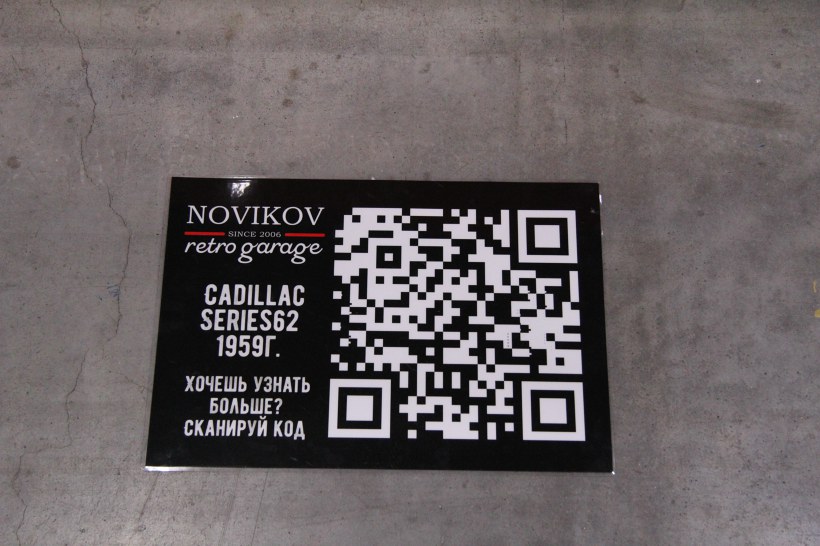 NOVIKOV
SINCE 2006
retro garage
CADILLAC
SERIES62
1959Г.
ХОЧЕШЬ УЗНАТЬ
БОЛЬШЕ?
СКАНИРУЙ КОД